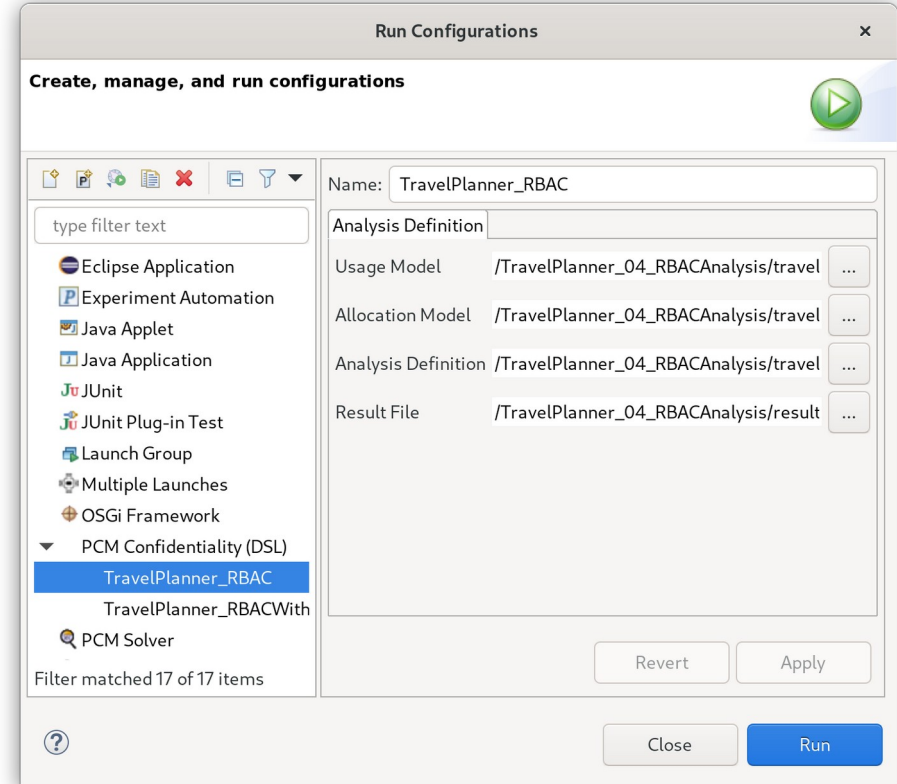 Run Configurations
Create, manage, and run configurations
type filter text
Eclipse Application
Experiment Automation
Java Applet
Java Application
JUnit
JUnit Plug-in Test
Launch Group
Multiple Launches
OSGi Framework
PCM Confidentiality (DSL)
TravelPlanner_RBAC
TravelPlanner_RBACWith
PCM Solver
Filter matched 17 of 17 items
Name: TravelPlanner_RBAC
Analysis Definition
Usage Model /TravelPlanner_04_RBACAnalysis/travel ...
Allocation Model /TravelPlanner_04_RBACAnalysis/travel ...
Analysis Definition /TravelPlanner_04_RBACAnalysis/travel ...
Result File /TravelPlanner_04_RBACAnalysis/result ...
Revert Apply
Close Run